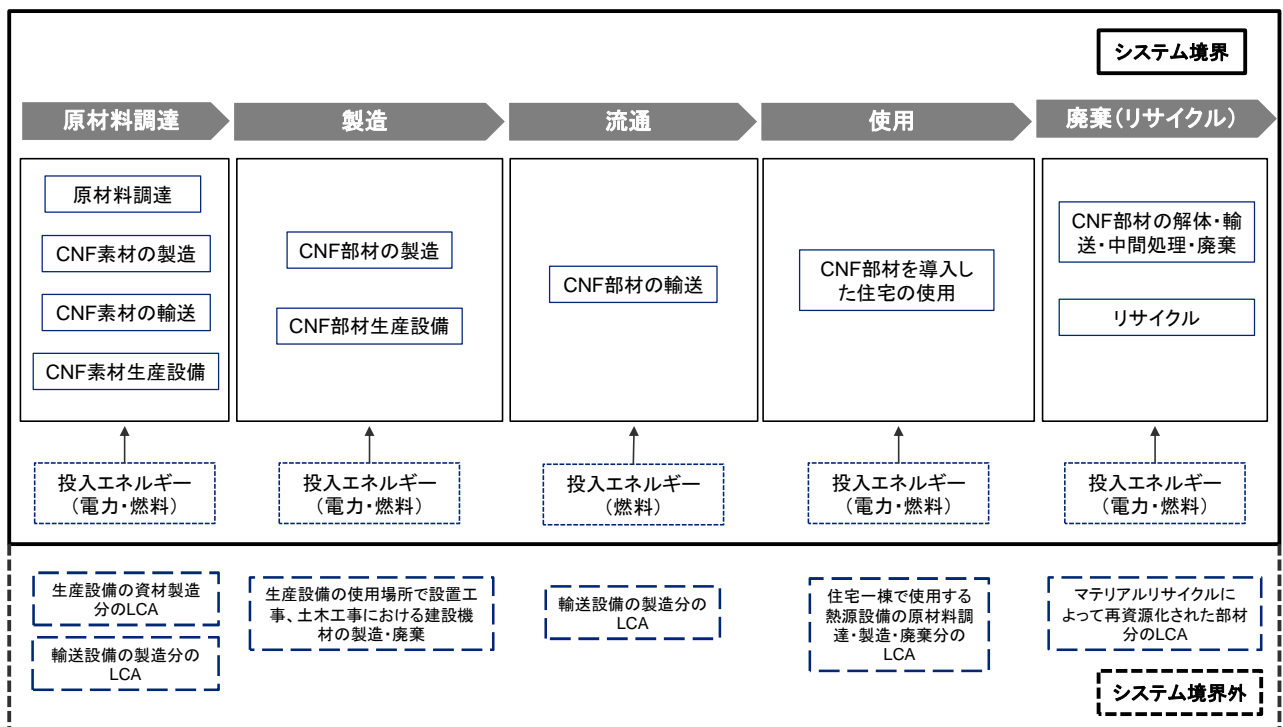 システム境界
原材料調達
製造
流通
使用
廃棄(リサイクル)
原材料調達
CNF素材の製造
CNF素材の輸送
CNF素材生産設備
CNF部材の製造
CNF部材生産設備
CNF部材の輸送
CNF部材を導入し
た住宅の使用
CNF部材の解体・輸
送・中間処理・廃棄
リサイクル
投入エネルギー
(電力・燃料)
投入エネルギー
(電力・燃料)
投入エネルギー
(燃料)
投入エネルギー
(電力・燃料)
投入エネルギー
(電力・燃料)
生産設備の資材製造
分のLCA
輸送設備の製造分の
LCA
生産設備の使用場所で設置工
事、土木工事における建設機
材の製造・廃棄
輸送設備の製造分の
LCA
住宅一棟で使用する
熱源設備の原材料調
達・製造・廃棄分の
LCA
マテリアルリサイクルに
よって再資源化された部材
分のLCA
システム境界外